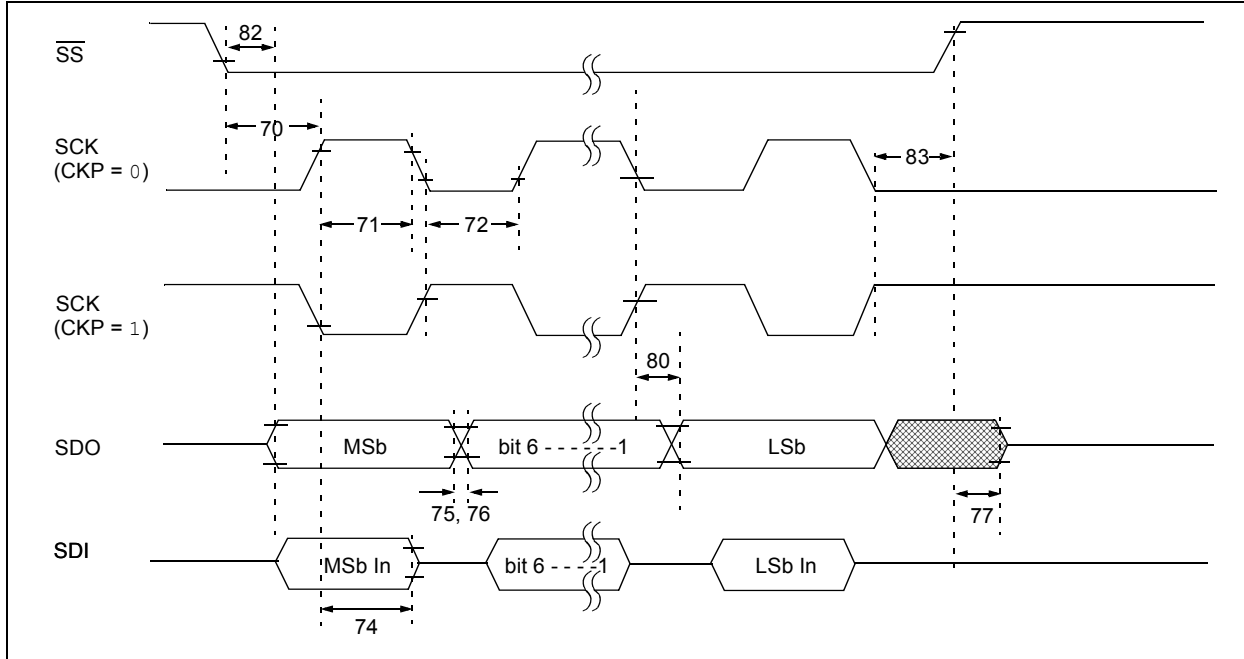 SS
82
70
SCK
(CKP = 0)
83
71
72
SCK
(CKP = 1)
80
SDO
MSb
bit 6 - - - - - -1
LSb
75, 76
77
SDI
MSb In
bit 6 - - - -1
LSb In
74